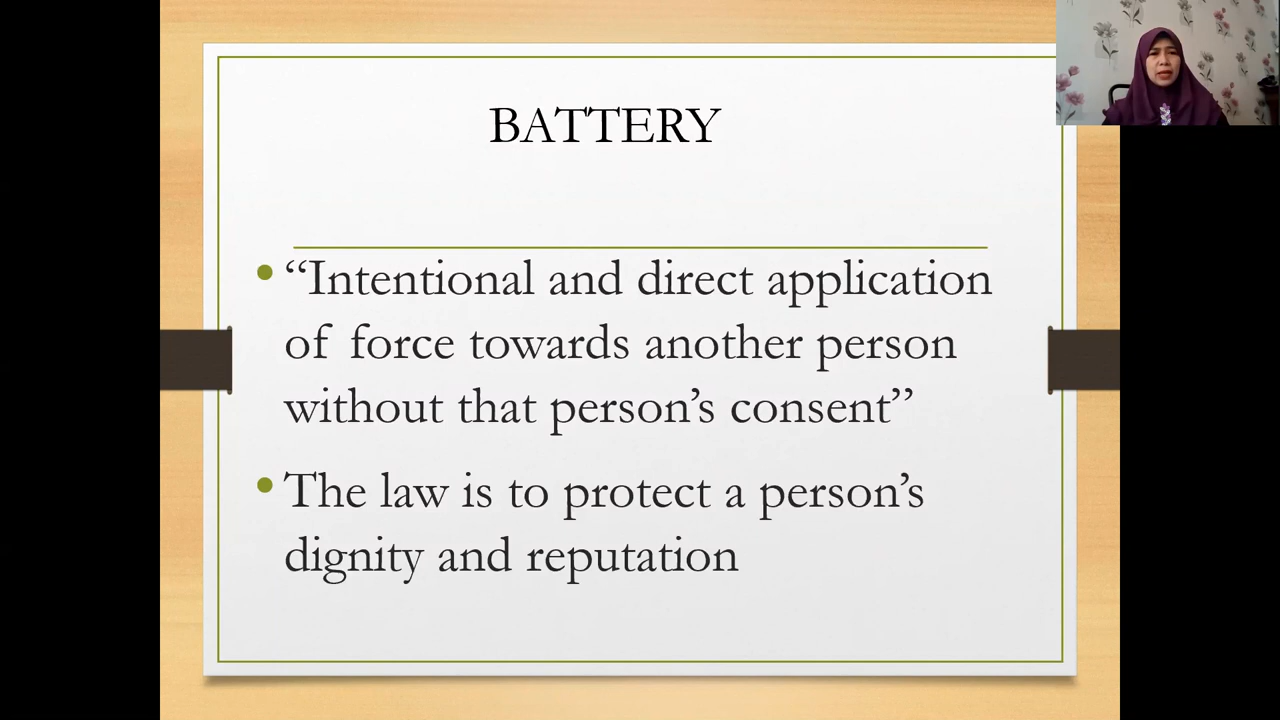 BATTERY
“Intentional and direct application
of force towards another person
without that person’s consent”
The law is to protect a person’s
dignity and reputation